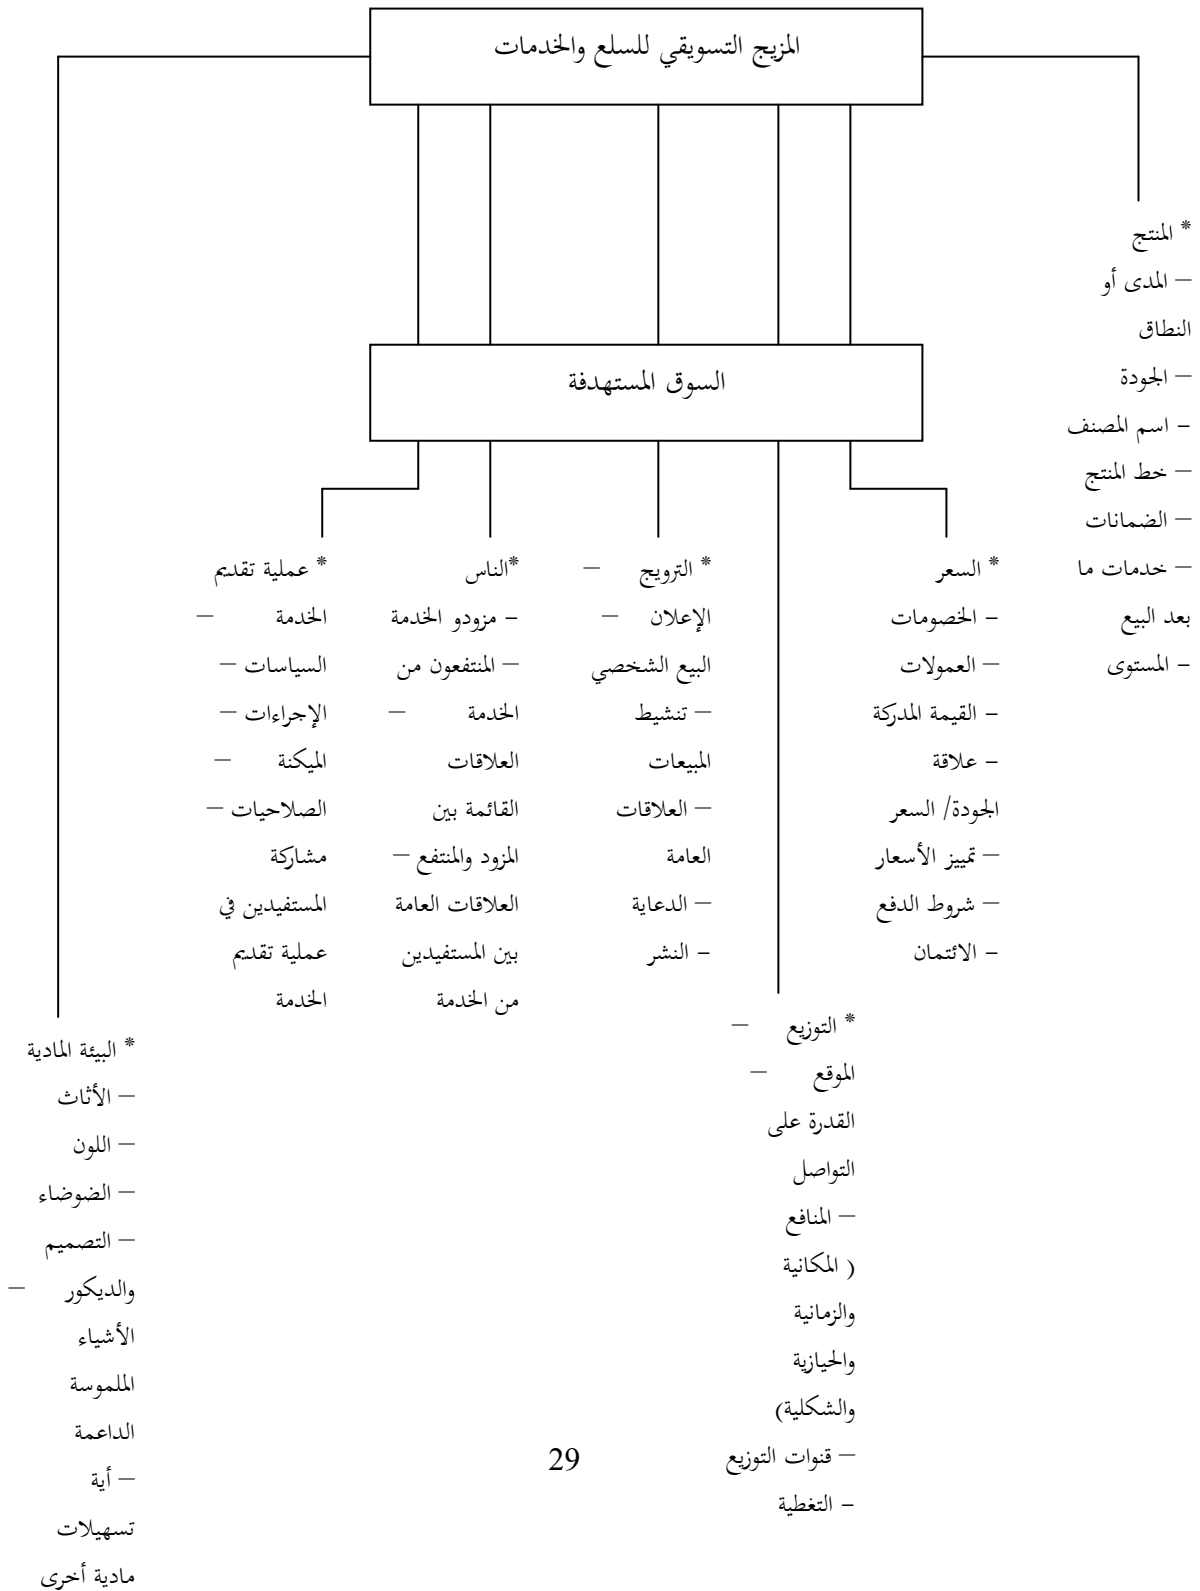 المزيج التسويقي للسلع والخدمات
السوق المستهدفة
* المنتج
– المدى أو
النطاق
– الجودة
- اسم المصنف
– خط المنتج
– الضمانات
– خدمات ما
بعد البيع
- المستوى
* السعر
- الخصومات
– العمولات
- القيمة المدركة
- علاقة
الجودة/ السعر
– تمييز الأسعار
– شروط الدفع
- الائتمان
* الترويج –
الإعلان –
البيع الشخصي
– تنشيط
المبيعات
– العلاقات
العامة
– الدعاية
- النشر
*الناس
- مزودو الخدمة
– المنتفعون من
الخدمة –
العلاقات
القائمة بين
المزود والمنتفع –
العلاقات العامة
بين المستفيدين
من الخدمة
* عملية تقديم
الخدمة –
السياسات –
الإجراءات –
الميكنة –
الصلاحيات –
مشاركة
المستفيدين في
عملية تقديم
الخدمة
* التوزيع –
الموقع –
القدرة على
التواصل
– المنافع
( المكانية
والزمانية
والحيازية
والشكلية)
– قنوات التوزيع
- التغطية
* البيئة المادية
– الأثاث
– اللون
– الضوضاء
– التصميم
والديكور –
الأشياء
الملموسة
الداعمة
– أية
تسهيلات
مادية أخرى
29